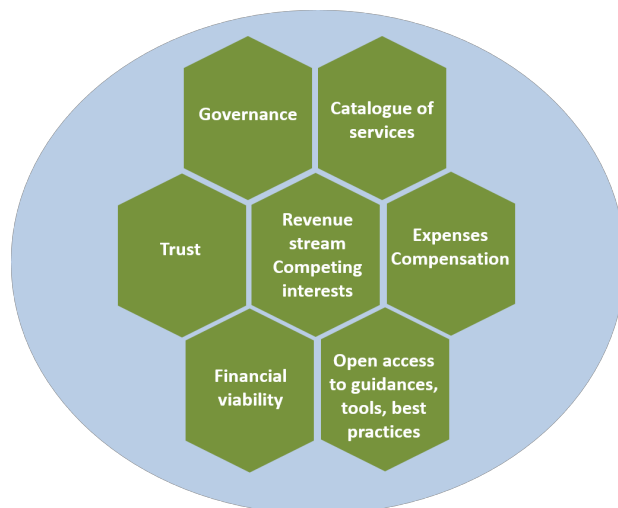 Governance
Catalogue of
services
Trust
Revenue
stream
Competing
interests
Expenses
Compensation
Financial
viability
Open access
to guidances,
tools, best
practices